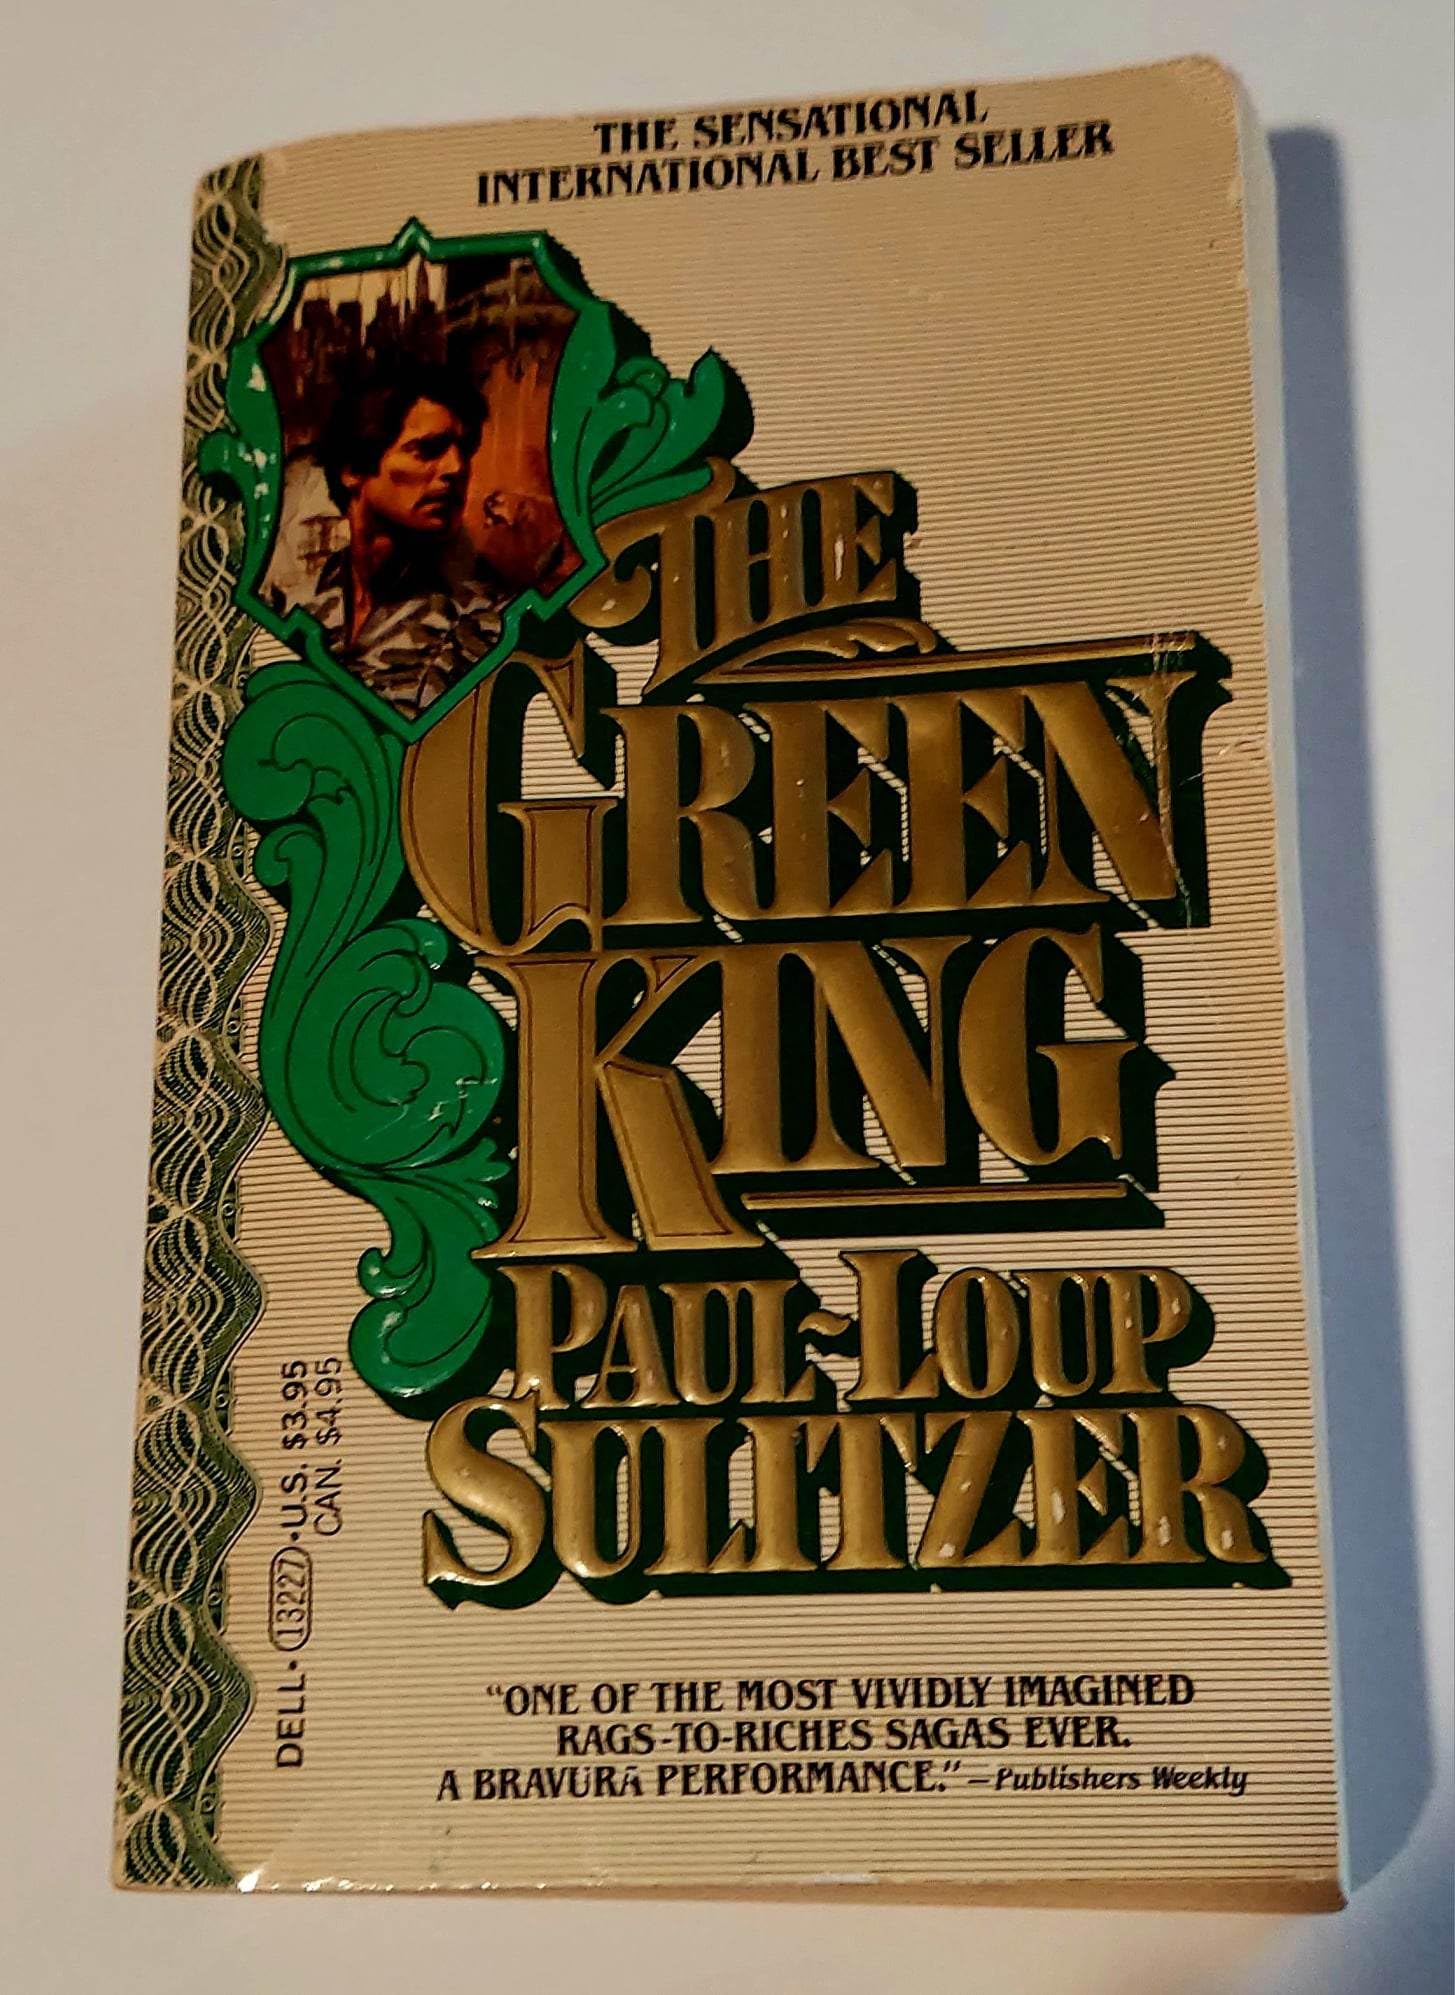 THE SENSATIONAL
INTERNATIONAL BEST SELLER
THE
GREEN
KING
PAUL~LOUP
SULITZER
DELL • 13227 • U.S. $3.95
CAN. $4.95
"ONE OF THE MOST VIVIDLY IMAGINED
RAGS-TO-RICHES SAGAS EVER.
A BRAVURA PERFORMANCE." —Publishers Weekly